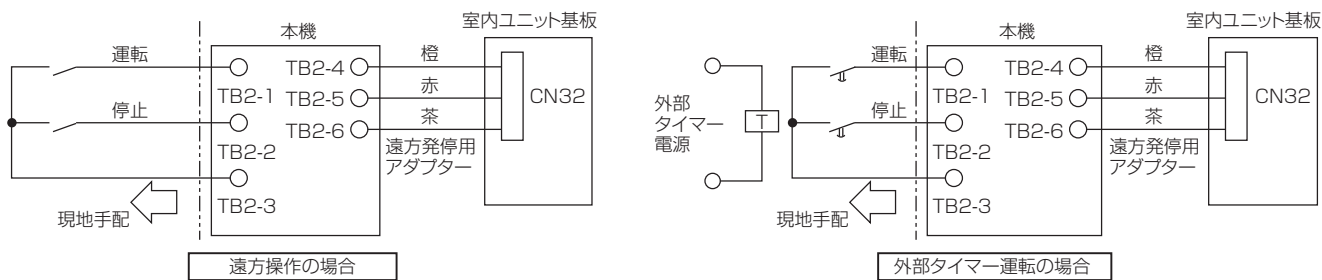 室内ユニット基板
本機
運転
TB2-4
橙
TB2-1
TB2-5
赤
CN32
停止
TB2-6
茶
TB2-2
遠方発停用
アダプター
TB2-3
現地手配
遠方操作の場合
室内ユニット基板
本機
運転
TB2-4
橙
TB2-1
TB2-5
赤
CN32
外部
タイマー
電源
T
停止
TB2-6
茶
TB2-2
遠方発停用
アダプター
TB2-3
現地手配
外部タイマー運転の場合